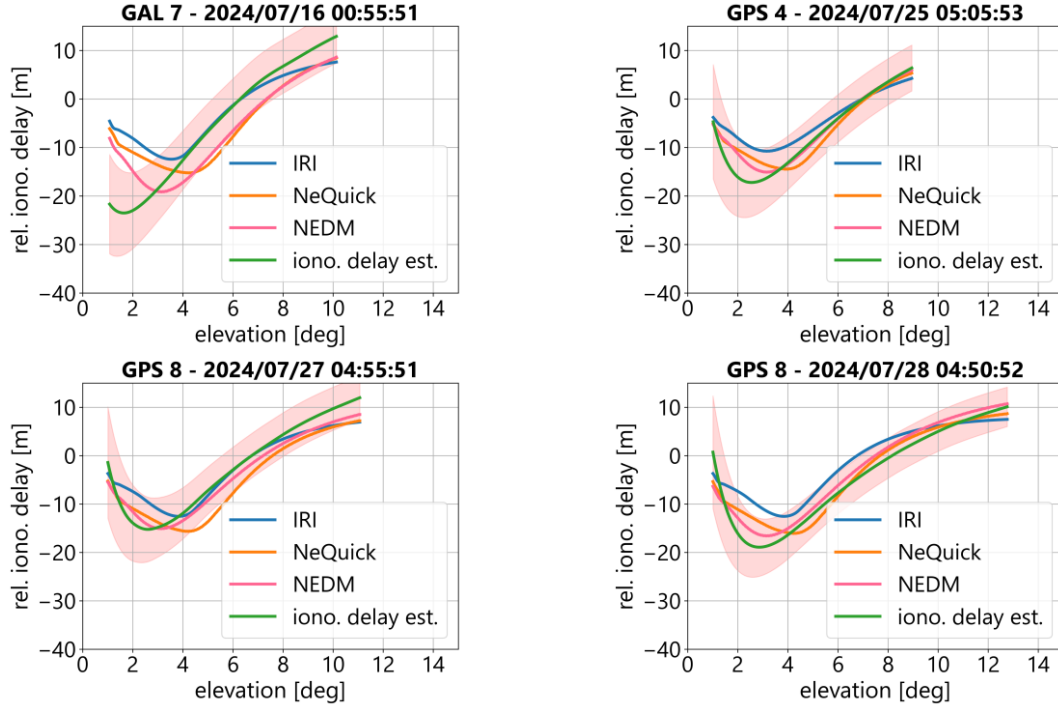 GAL 7 - 2024/07/16 00:55:51
rel. iono. delay [m]
10
0
−10
−20
−30
−40
IRI
NeQuick
NEDM
iono. delay est.
0 2 4 6 8 10 12 14
elevation [deg]
GPS 4 - 2024/07/25 05:05:53
rel. iono. delay [m]
10
0
−10
−20
−30
−40
IRI
NeQuick
NEDM
iono. delay est.
0 2 4 6 8 10 12 14
elevation [deg]
GPS 8 - 2024/07/27 04:55:51
rel. iono. delay [m]
10
0
−10
−20
−30
−40
IRI
NeQuick
NEDM
iono. delay est.
0 2 4 6 8 10 12 14
elevation [deg]
GPS 8 - 2024/07/28 04:50:52
rel. iono. delay [m]
10
0
−10
−20
−30
−40
IRI
NeQuick
NEDM
iono. delay est.
0 2 4 6 8 10 12 14
elevation [deg]